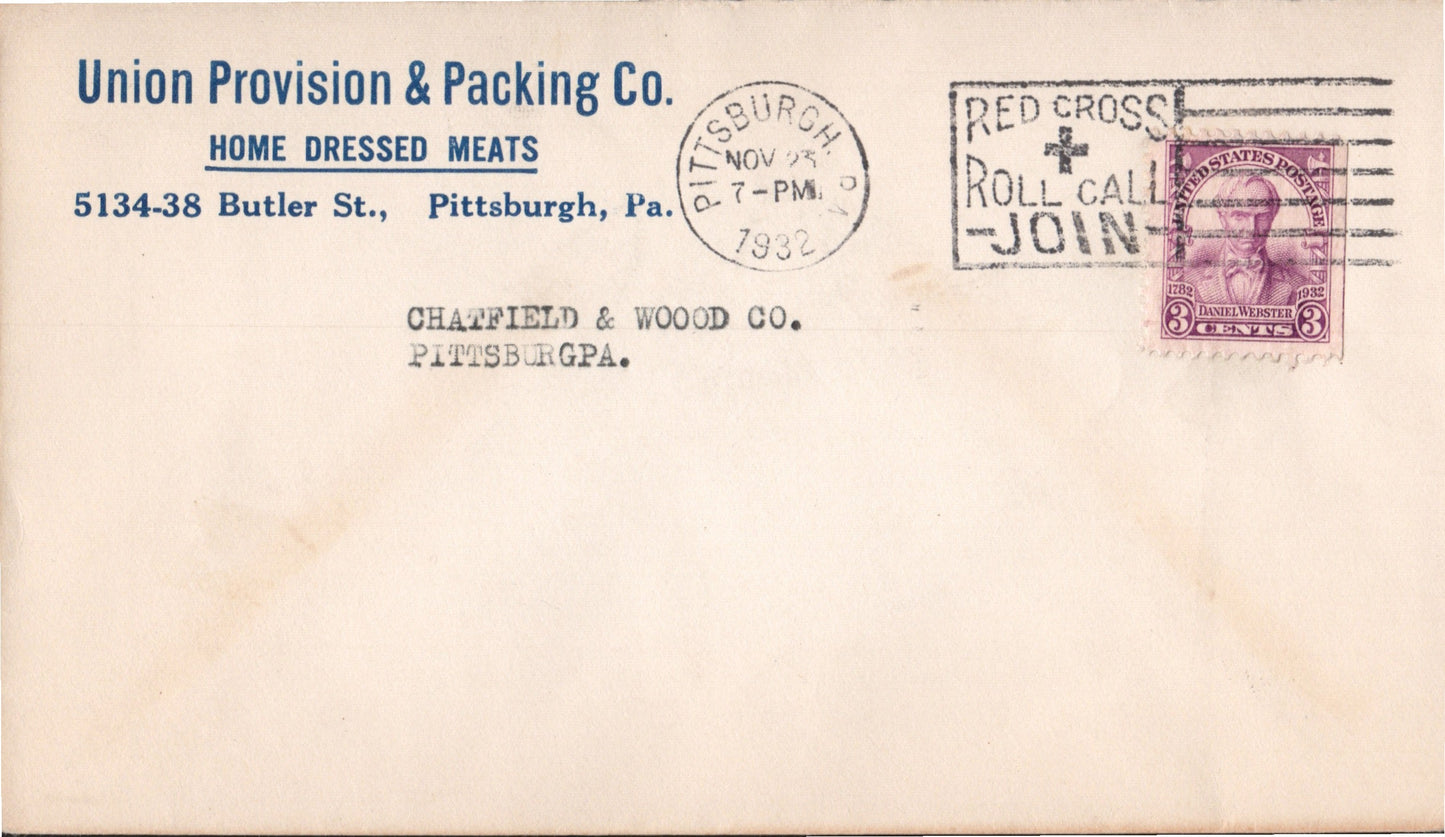 Union Provision & Packing Co.
HOME DRESSED MEATS
5134-38 Butler St., Pittsburgh, Pa.
PITTSBURGH, PA
NOV 23
7-PM
1932
RED CROSS
ROLL CALL
-JOIN-
UNITED STATES POSTAGE
1782 1932
DANIEL WEBSTER
3 CENTS 3
CHATFIELD & WOOOD CO.
PITTSBURGPA.